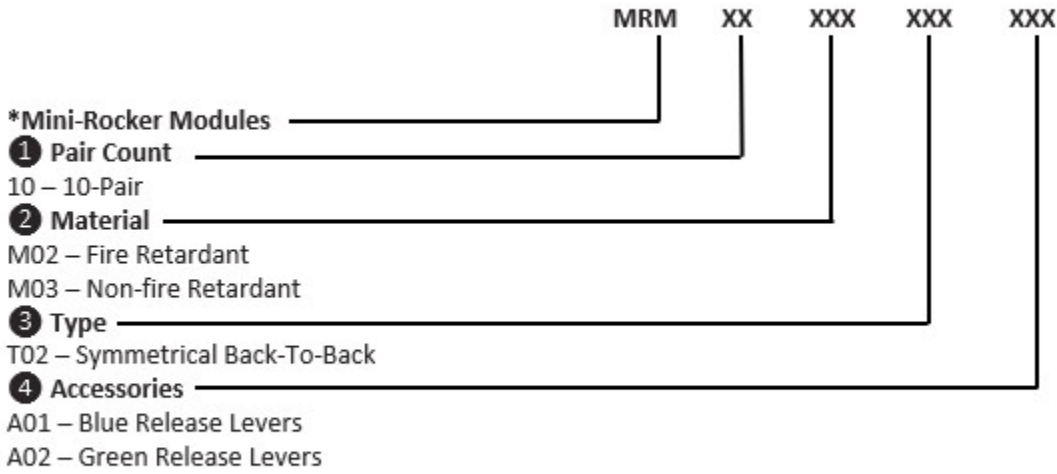 MRM XX XXX XXX XXX
*Mini-Rocker Modules
1 Pair Count
10 – 10-Pair
2 Material
M02 – Fire Retardant
M03 – Non-fire Retardant
3 Type
T02 – Symmetrical Back-To-Back
4 Accessories
A01 – Blue Release Levers
A02 – Green Release Levers